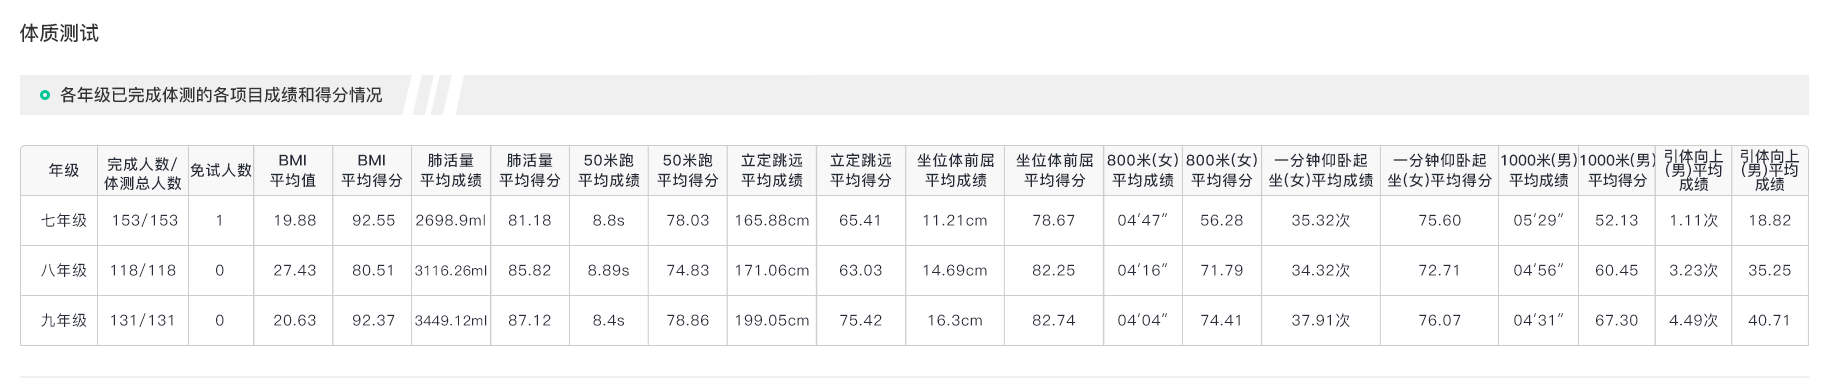 体质测试
各年级已完成体测的各项目成绩和得分情况
年级 完成人数/体测总人数 免试人数 BMI平均值 BMI平均得分 肺活量平均成绩 肺活量平均得分 50米跑平均成绩 50米跑平均得分 立定跳远平均成绩 立定跳远平均得分 坐位体前屈平均成绩 坐位体前屈平均得分 800米(女)平均成绩 800米(女)平均得分 一分钟仰卧起坐(女)平均成绩 一分钟仰卧起坐(女)平均得分 1000米(男)平均成绩 1000米(男)平均得分 引体向上(男)平均成绩 引体向上(男)平均成绩
七年级 153/153 1 19.88 92.55 2698.9ml 81.18 8.8s 78.03 165.88cm 65.41 11.21cm 78.67 04′47″ 56.28 35.32次 75.60 05′29″ 52.13 1.11次 18.82
八年级 118/118 0 27.43 80.51 3116.26ml 85.82 8.89s 74.83 171.06cm 63.03 14.69cm 82.25 04′16″ 71.79 34.32次 72.71 04′56″ 60.45 3.23次 35.25
九年级 131/131 0 20.63 92.37 3449.12ml 87.12 8.4s 78.86 199.05cm 75.42 16.3cm 82.74 04′04″ 74.41 37.91次 76.07 04′31″ 67.30 4.49次 40.71